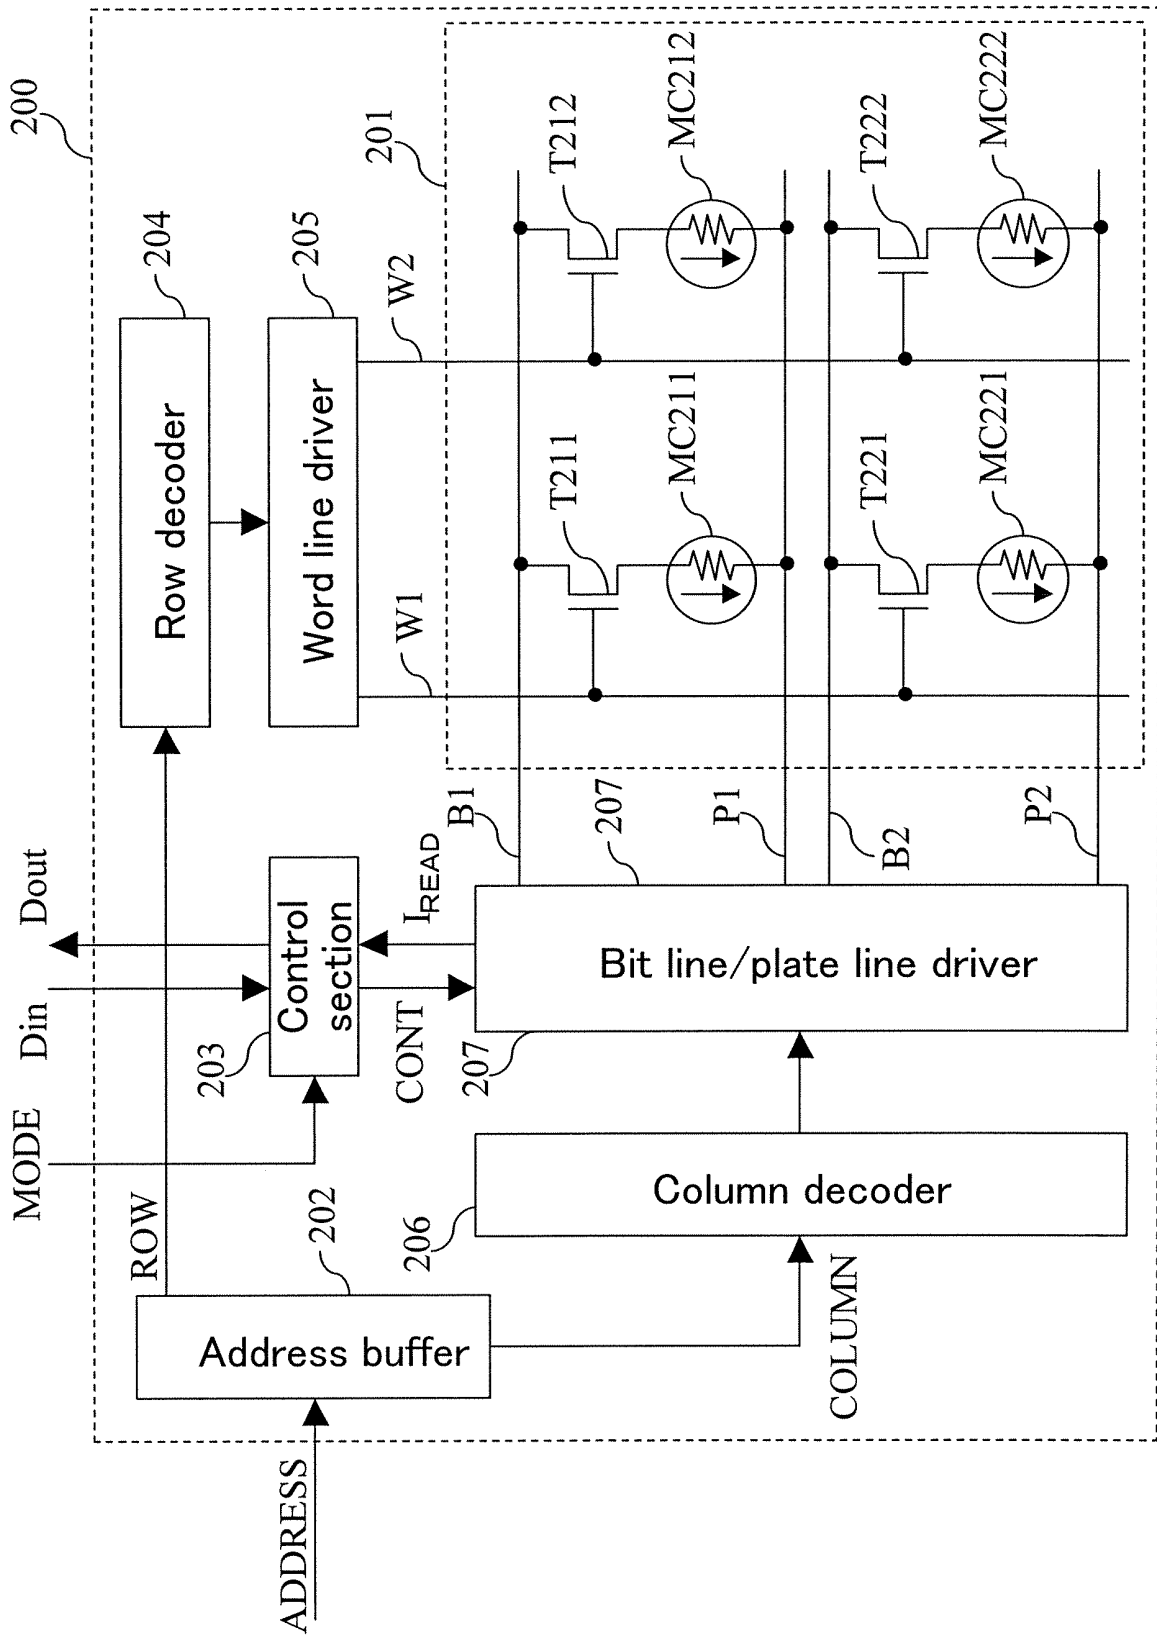 200
204
Row decoder
205
Word line driver
W2
W1
201
T212
MC212
T222
MC222
T211
MC211
T221
MC221
Dout
Din
MODE
ROW
203
Control
section
I_READ
CONT
B1
207
P1
B2
P2
Bit line/plate line driver
207
206
Column decoder
202
Address buffer
COLUMN
ADDRESS